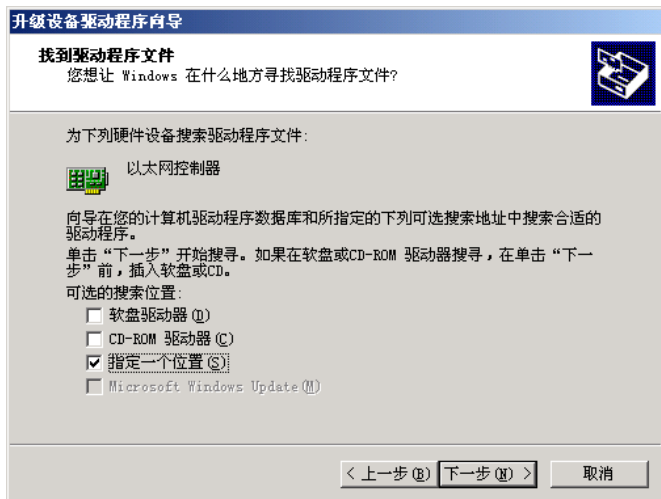 升级设备驱动程序向导
找到驱动程序文件
您想让 Windows 在什么地方寻找驱动程序文件?
为下列硬件设备搜索驱动程序文件:
以太网控制器
向导在您的计算机驱动程序数据库和所指定的下列可选搜索地址中搜索合适的
驱动程序。
单击“下一步”开始搜寻。如果在软盘或CD-ROM 驱动器搜寻，在单击“下一
步”前，插入软盘或CD。
可选的搜索位置:
软盘驱动器(D)
CD-ROM 驱动器(C)
指定一个位置(S)
Microsoft Windows Update(M)
< 上一步(B) 下一步(N) > 取消